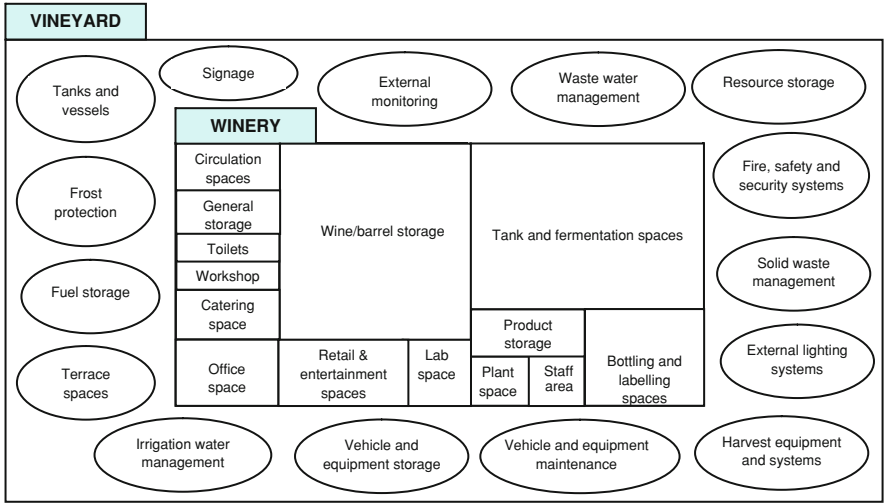 VINEYARD
Tanks and
vessels
Signage
External
monitoring
Waste water
management
Resource storage
WINERY
Frost
protection
Fuel storage
Terrace
spaces
Circulation
spaces
General
storage
Toilets
Workshop
Catering
space
Office
space
Wine/barrel storage
Retail &
entertainment
spaces
Lab
space
Tank and fermentation spaces
Product
storage
Plant
space
Staff
area
Bottling and
labelling
spaces
Fire, safety and
security systems
Solid waste
management
External lighting
systems
Irrigation water
management
Vehicle and
equipment storage
Vehicle and equipment
maintenance
Harvest equipment
and systems